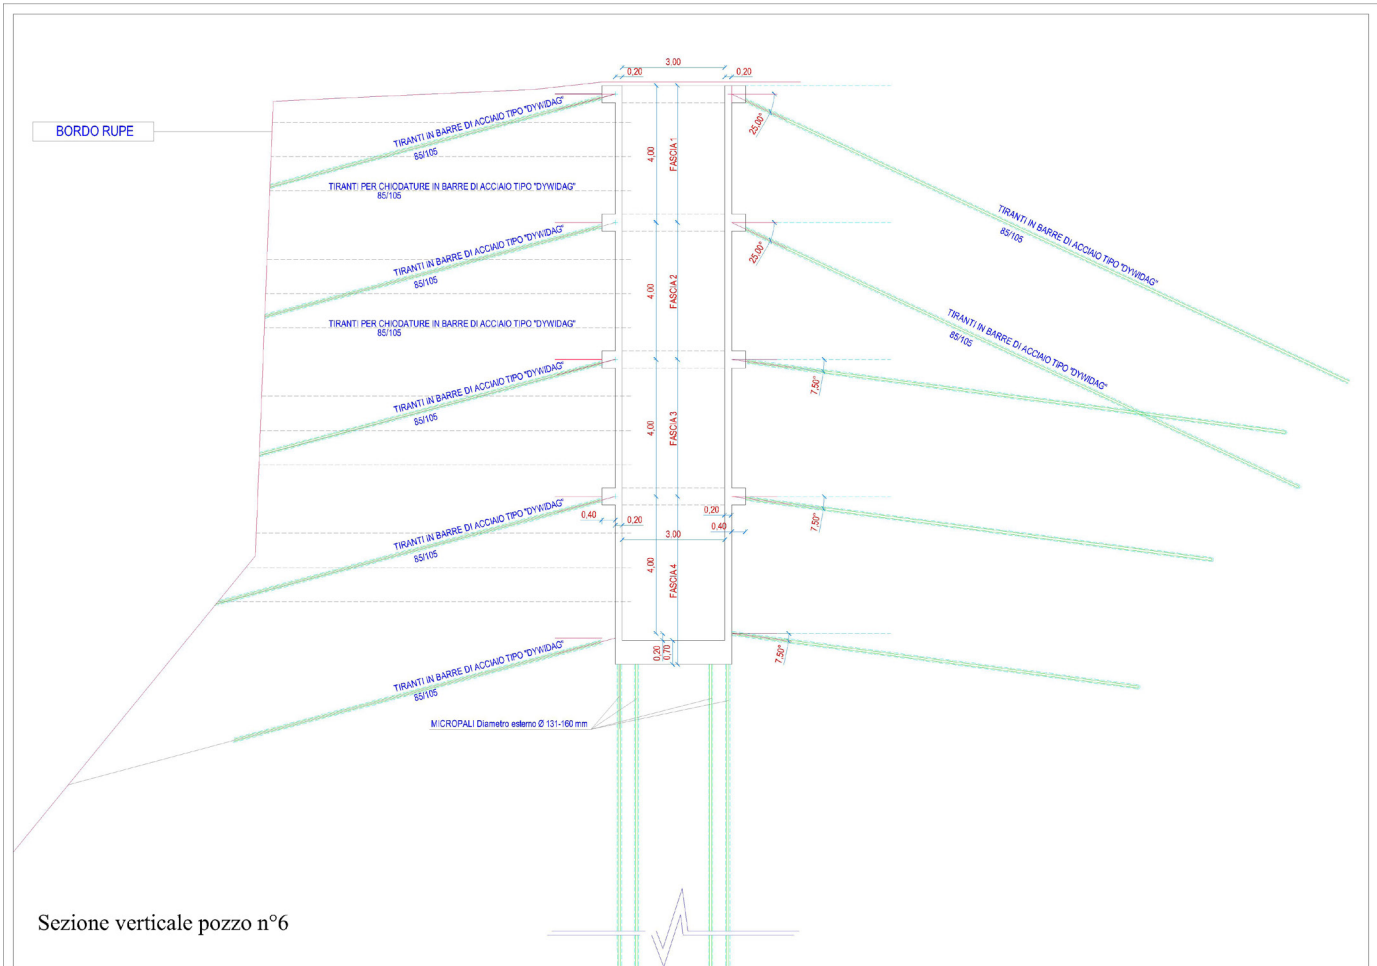 3.00
0,20
0,20
BORDO RUPE
TIRANTI IN BARRE DI ACCIAIO TIPO "DYWIDAG"
85/105
4,00
FASCIA 1
25,00°
TIRANTI PER CHIODATURE IN BARRE DI ACCIAIO TIPO "DYWIDAG"
85/105
TIRANTI IN BARRE DI ACCIAIO TIPO "DYWIDAG"
85/105
TIRANTI IN BARRE DI ACCIAIO TIPO "DYWIDAG"
85/105
4,00
FASCIA 2
25,00°
TIRANTI PER CHIODATURE IN BARRE DI ACCIAIO TIPO "DYWIDAG"
85/105
TIRANTI IN BARRE DI ACCIAIO TIPO "DYWIDAG"
85/105
TIRANTI IN BARRE DI ACCIAIO TIPO "DYWIDAG"
85/105
4,00
FASCIA 3
7,50°
TIRANTI IN BARRE DI ACCIAIO TIPO "DYWIDAG"
85/105
0,40
0,20
0,20
0,40
3.00
7,50°
4,00
FASCIA 4
TIRANTI IN BARRE DI ACCIAIO TIPO "DYWIDAG"
85/105
0,20
0,70
7,50°
MICROPALI Diametro esterno Ø 131-160 mm
Sezione verticale pozzo n°6